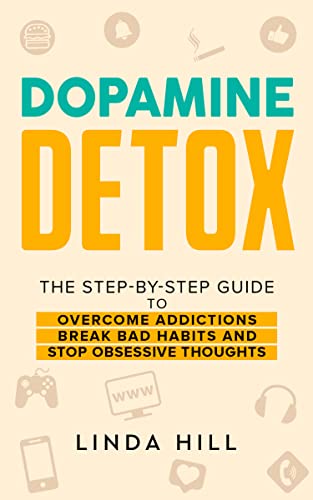 DOPAMINE
DETOX
THE STEP-BY-STEP GUIDE
TO
OVERCOME ADDICTIONS
BREAK BAD HABITS AND
STOP OBSESSIVE THOUGHTS
WWW
LINDA HILL